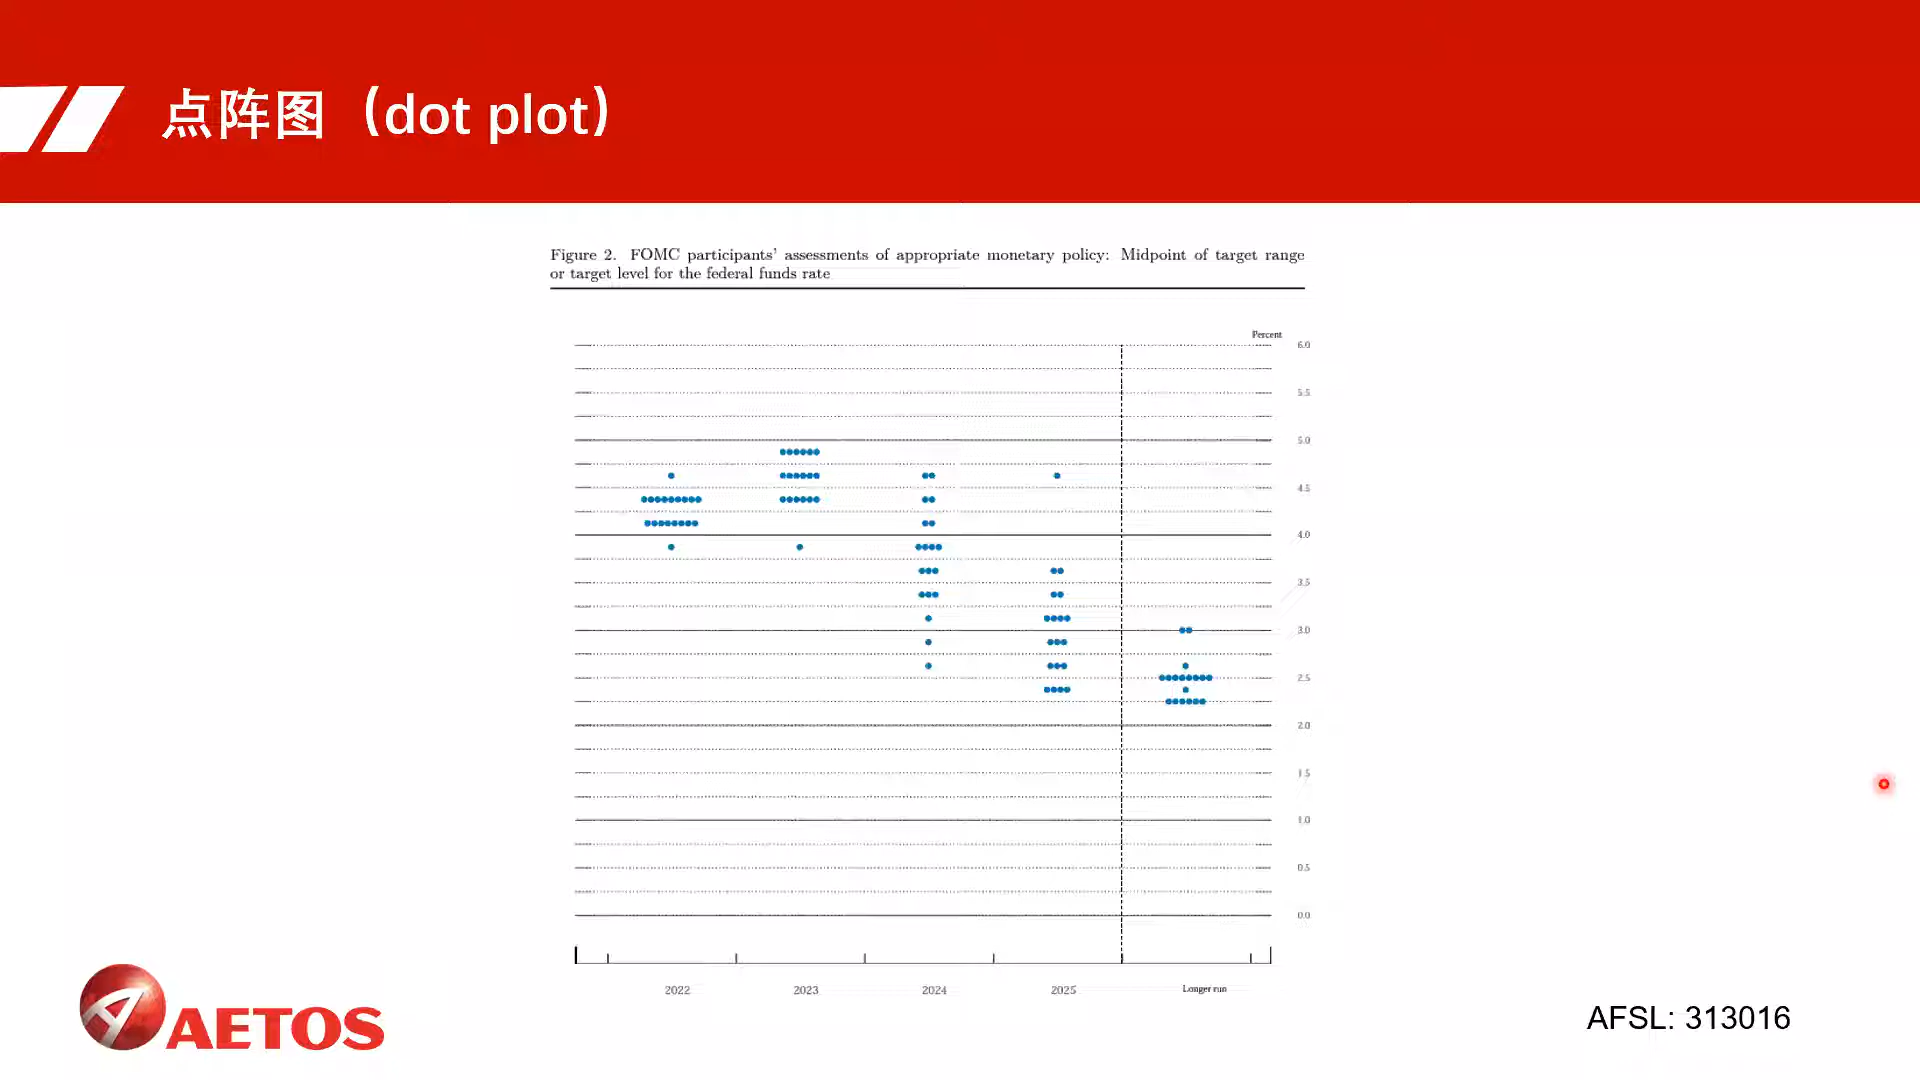 点阵图（dot plot）
Figure 2. FOMC participants' assessments of appropriate monetary policy: Midpoint of target range
or target level for the federal funds rate
Percent
6.0
5.5
5.0
4.5
4.0
3.5
3.0
2.5
2.0
1.5
1.0
0.5
0.0
2022 2023 2024 2025 Longer run
AETOS
AFSL: 313016